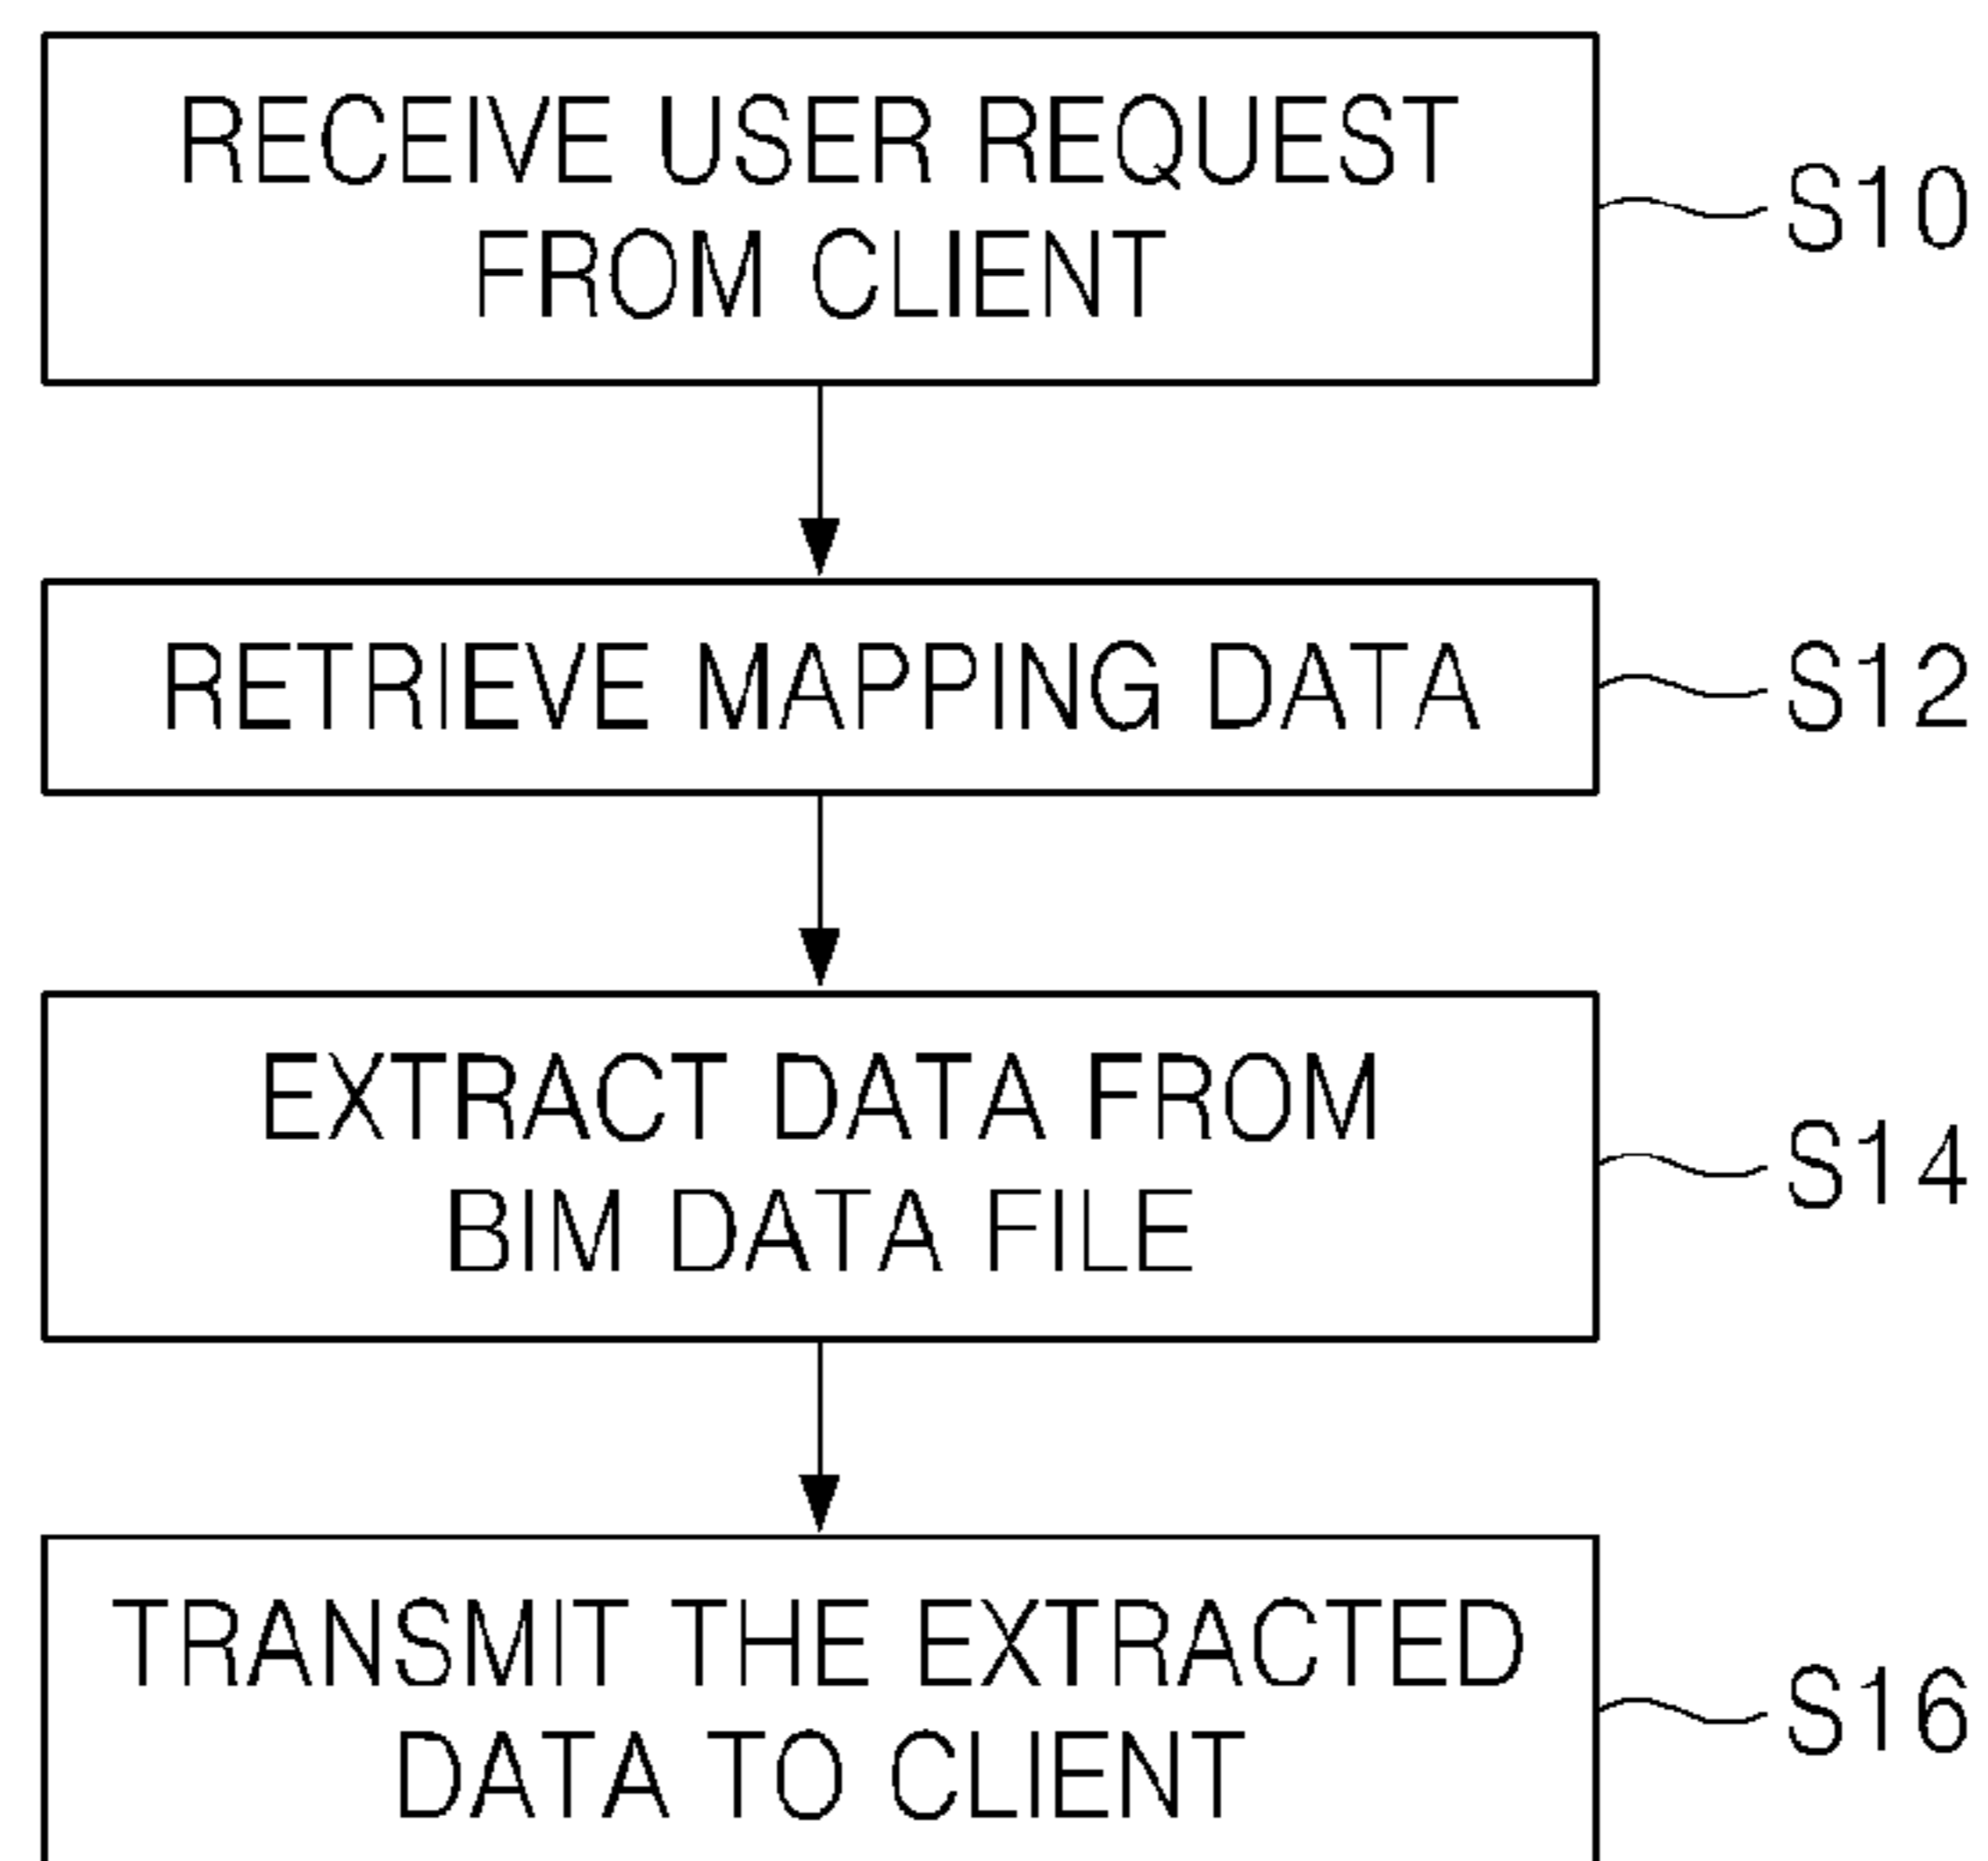 RECEIVE USER REQUEST
FROM CLIENT
S10
RETRIEVE MAPPING DATA
S12
EXTRACT DATA FROM
BIM DATA FILE
S14
TRANSMIT THE EXTRACTED
DATA TO CLIENT
S16